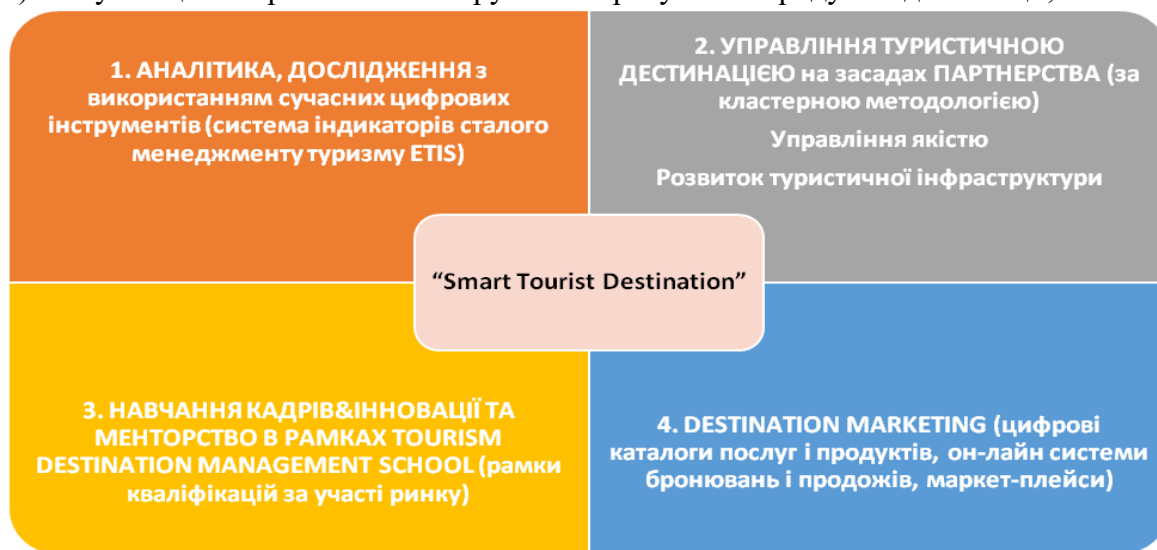 1. АНАЛІТИКА, ДОСЛІДЖЕННЯ з
використанням сучасних цифрових
інструментів (система індикаторів сталого
менеджменту туризму ETIS)
2. УПРАВЛІННЯ ТУРИСТИЧНОЮ
ДЕСТИНАЦІЄЮ на засадах ПАРТНЕРСТВА (за
кластерною методологією)
Управління якістю
Розвиток туристичної інфраструктури
“Smart Tourist Destination”
3. НАВЧАННЯ КАДРІВ&ІННОВАЦІЇ ТА
МЕНТОРСТВО В РАМКАХ TOURISM
DESTINATION MANAGEMENT SCHOOL (рамки
кваліфікацій за участі ринку)
4. DESTINATION MARKETING (цифрові
каталоги послуг і продуктів, он-лайн системи
бронювань і продожів, маркет-плейси)